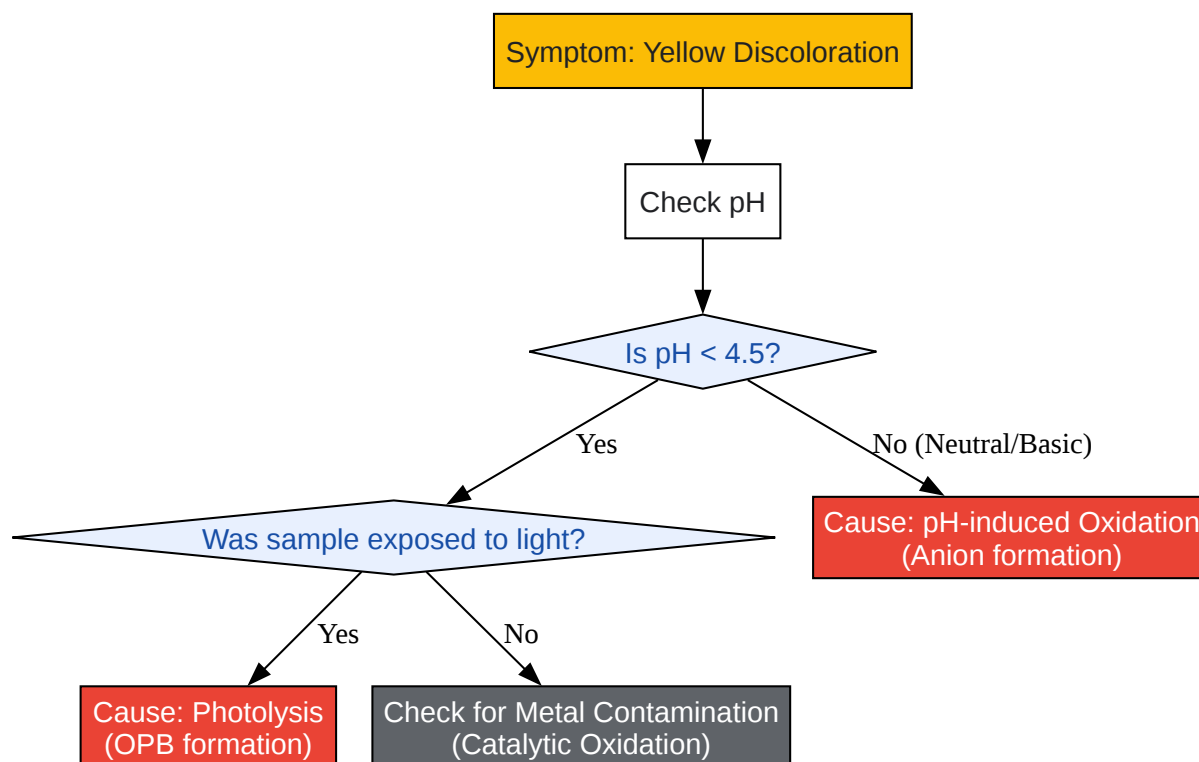 Symptom: Yellow Discoloration
Check pH
Is pH < 4.5?
Yes
No (Neutral/Basic)
Was sample exposed to light?
Cause: pH-induced Oxidation
(Anion formation)
Yes
No
Cause: Photolysis
(OPB formation)
Check for Metal Contamination
(Catalytic Oxidation)